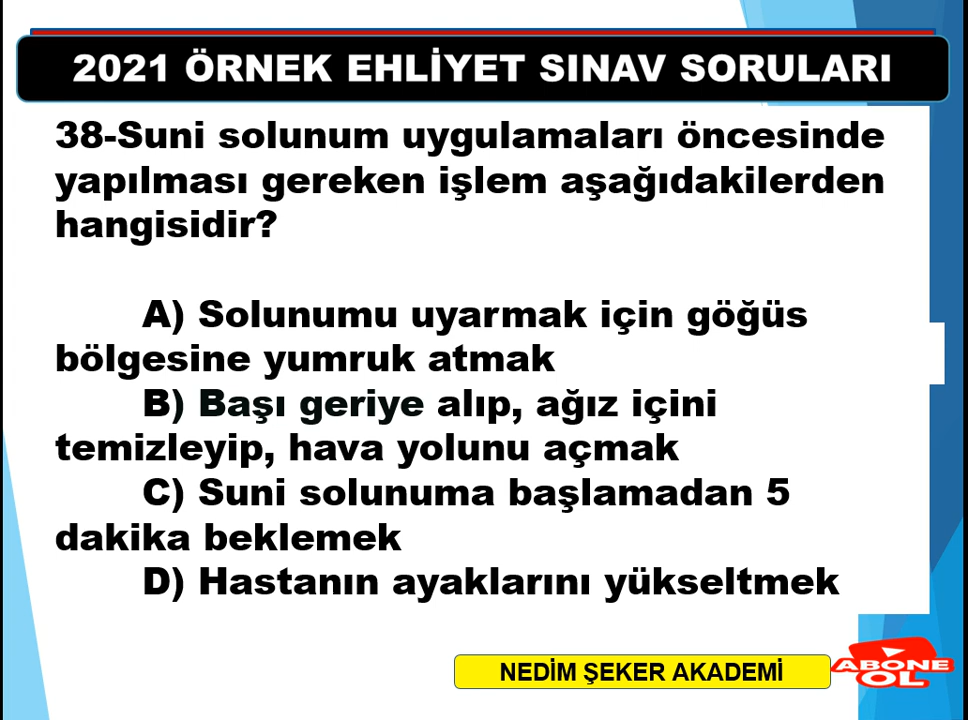 2021 ÖRNEK EHLİYET SINAV SORULARI
38-Suni solunum uygulamaları öncesinde
yapılması gereken işlem aşağıdakilerden
hangisidir?
A) Solunumu uyarmak için göğüs
bölgesine yumruk atmak
B) Başı geriye alıp, ağız içini
temizleyip, hava yolunu açmak
C) Suni solunuma başlamadan 5
dakika beklemek
D) Hastanın ayaklarını yükseltmek
NEDİM ŞEKER AKADEMİ
ABONE
OL